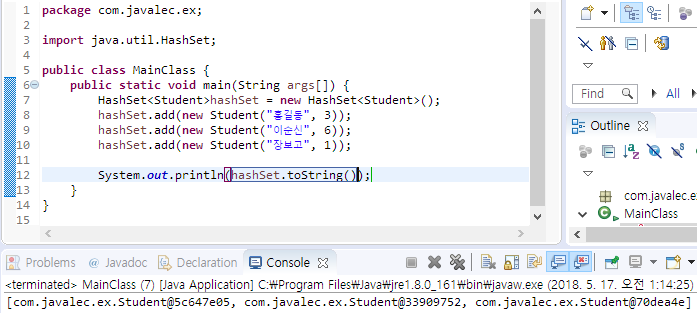 1 package com.javalec.ex;
2
3 import java.util.HashSet;
4
5 public class MainClass {
6 public static void main(String args[]) {
7 HashSet<Student>hashSet = new HashSet<Student>();
8 hashSet.add(new Student("홍길동", 3));
9 hashSet.add(new Student("이순신", 6));
10 hashSet.add(new Student("장보고", 1));
11
12 System.out.println(hashSet.toString());
13 }
14 }
15
Find All
Outline
com.javalec.ex
MainClass
Problems Javadoc Declaration Console
<terminated> MainClass (7) [Java Application] C:₩Program Files₩Java₩jre1.8.0_161₩bin₩javaw.exe (2018. 5. 17. 오전 1:14:25)
[com.javalec.ex.Student@5c647e05, com.javalec.ex.Student@33909752, com.javalec.ex.Student@70dea4e]